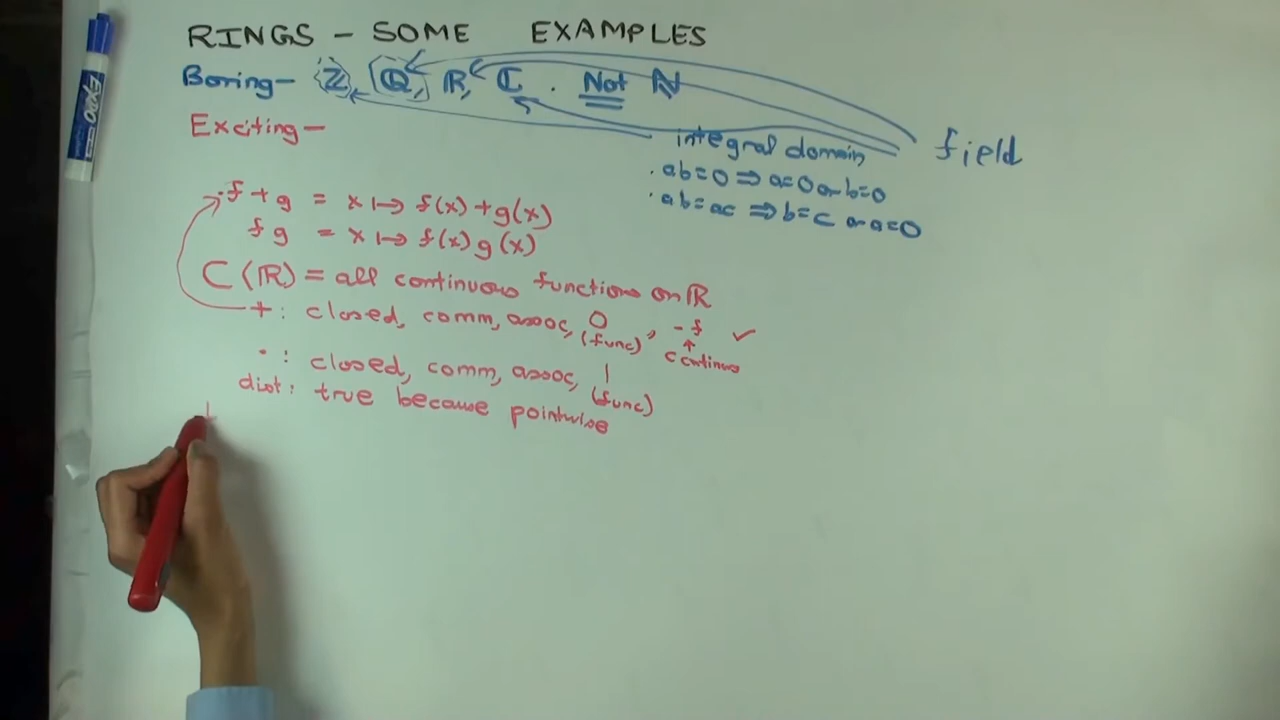 RINGS - SOME EXAMPLES
Boring- ℤ, ℚ, ℝ, ℂ. Not ℕ
Exciting-
integral domain
field
. ab=0 ⇒ a=0 or b=0
. ab=ac ⇒ b=c or a=0
. f+g = x ↦ f(x)+g(x)
fg = x ↦ f(x)g(x)
C(ℝ) = all continuous functions on ℝ
+: closed, comm, assoc, 0, -f ✓
(func)
continuous
·: closed, comm, assoc, 1
(func)
dist: true because pointwise
EXPO